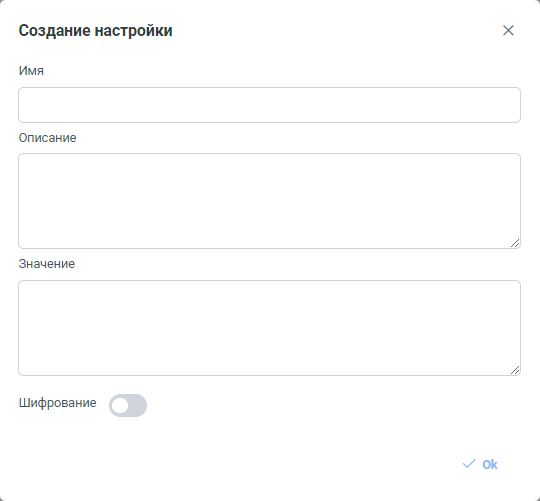 Создание настройки
Имя
Описание
Значение
Шифрование
Ok